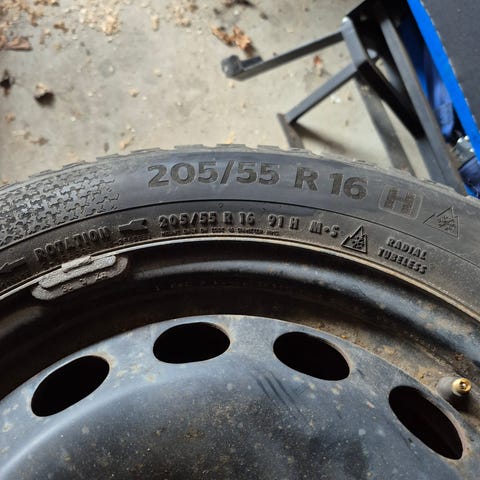 205/55 R 16 H
ROTATION 205/55 R 16 91 H M+S RADIAL TUBELESS